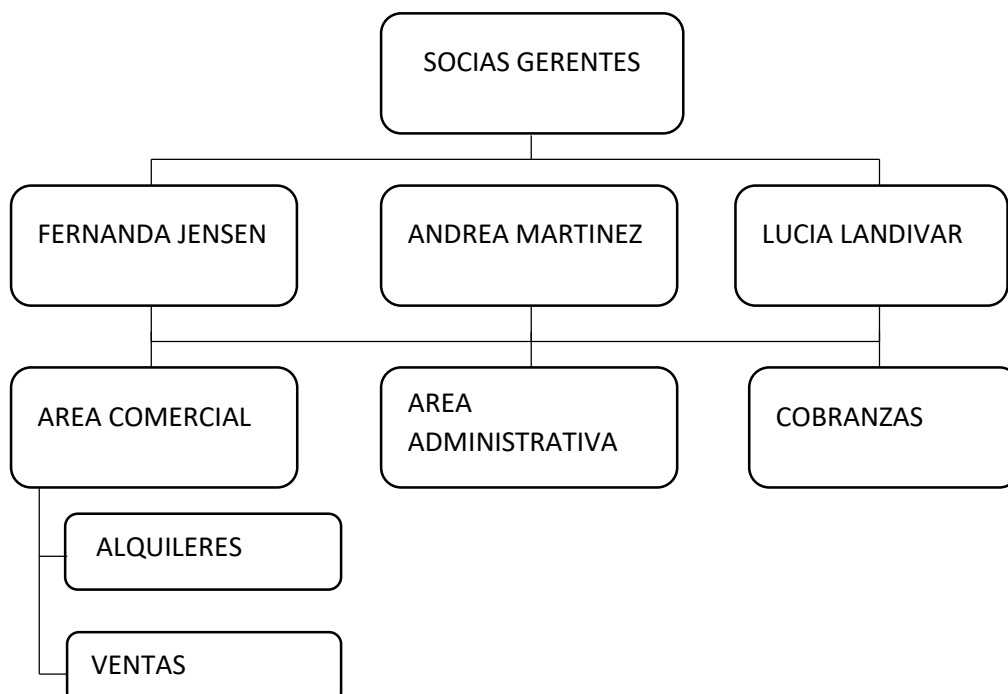 SOCIAS GERENTES
FERNANDA JENSEN
ANDREA MARTINEZ
LUCIA LANDIVAR
AREA COMERCIAL
AREA
ADMINISTRATIVA
COBRANZAS
ALQUILERES
VENTAS